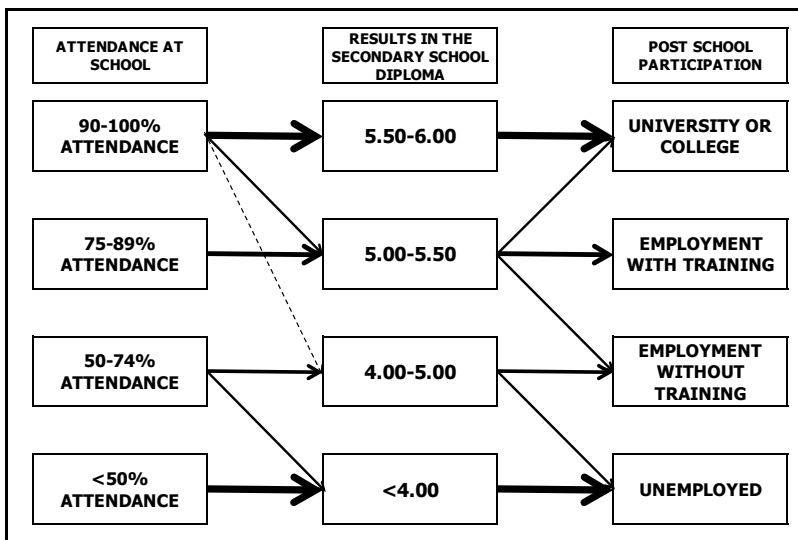 ATTENDANCE AT
SCHOOL
RESULTS IN THE
SECONDARY SCHOOL
DIPLOMA
POST SCHOOL
PARTICIPATION
90-100%
ATTENDANCE
5.50-6.00
UNIVERSITY OR
COLLEGE
75-89%
ATTENDANCE
5.00-5.50
EMPLOYMENT
WITH TRAINING
50-74%
ATTENDANCE
4.00-5.00
EMPLOYMENT
WITHOUT
TRAINING
<50%
ATTENDANCE
<4.00
UNEMPLOYED